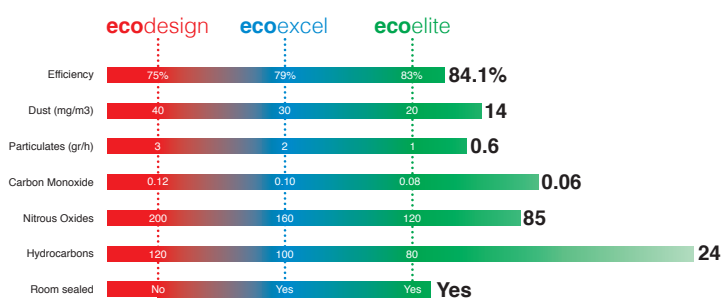 ecodesign ecoexcel ecoelite
Efficiency 75% 79% 83% 84.1%
Dust (mg/m3) 40 30 20 14
Particulates (gr/h) 3 2 1 0.6
Carbon Monoxide 0.12 0.10 0.08 0.06
Nitrous Oxides 200 160 120 85
Hydrocarbons 120 100 80 24
Room sealed No Yes Yes Yes